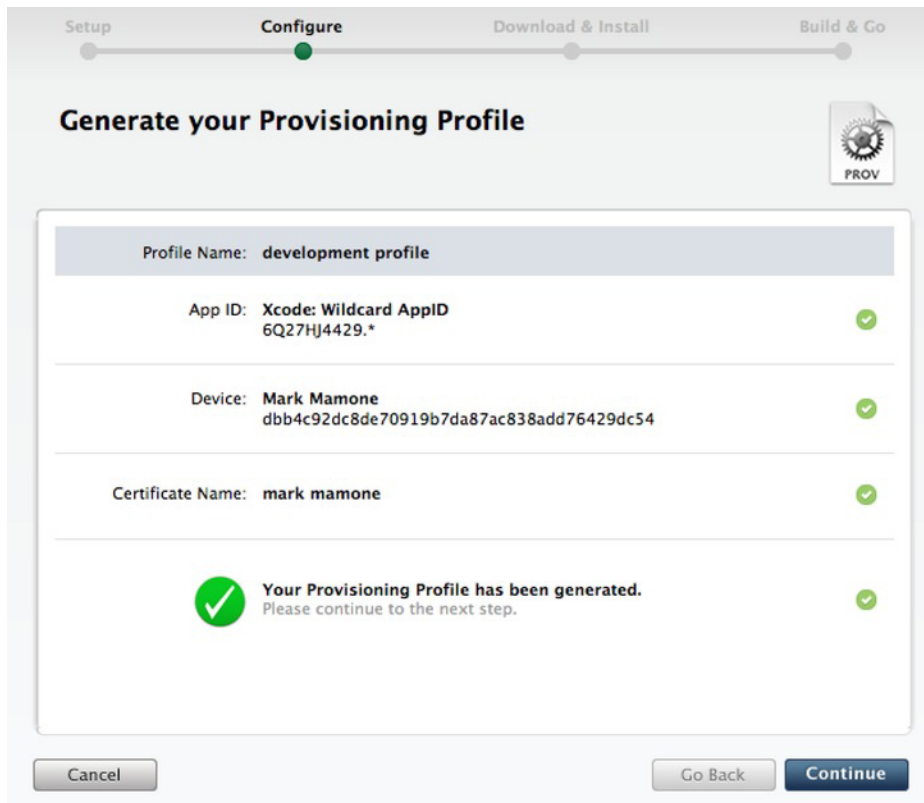 Setup Configure Download & Install Build & Go
Generate your Provisioning Profile
PROV
Profile Name: development profile
App ID: Xcode: Wildcard AppID
6Q27HJ4429.*
Device: Mark Mamone
dbb4c92dc8de70919b7da87ac838add76429dc54
Certificate Name: mark mamone
Your Provisioning Profile has been generated.
Please continue to the next step.
Cancel Go Back Continue